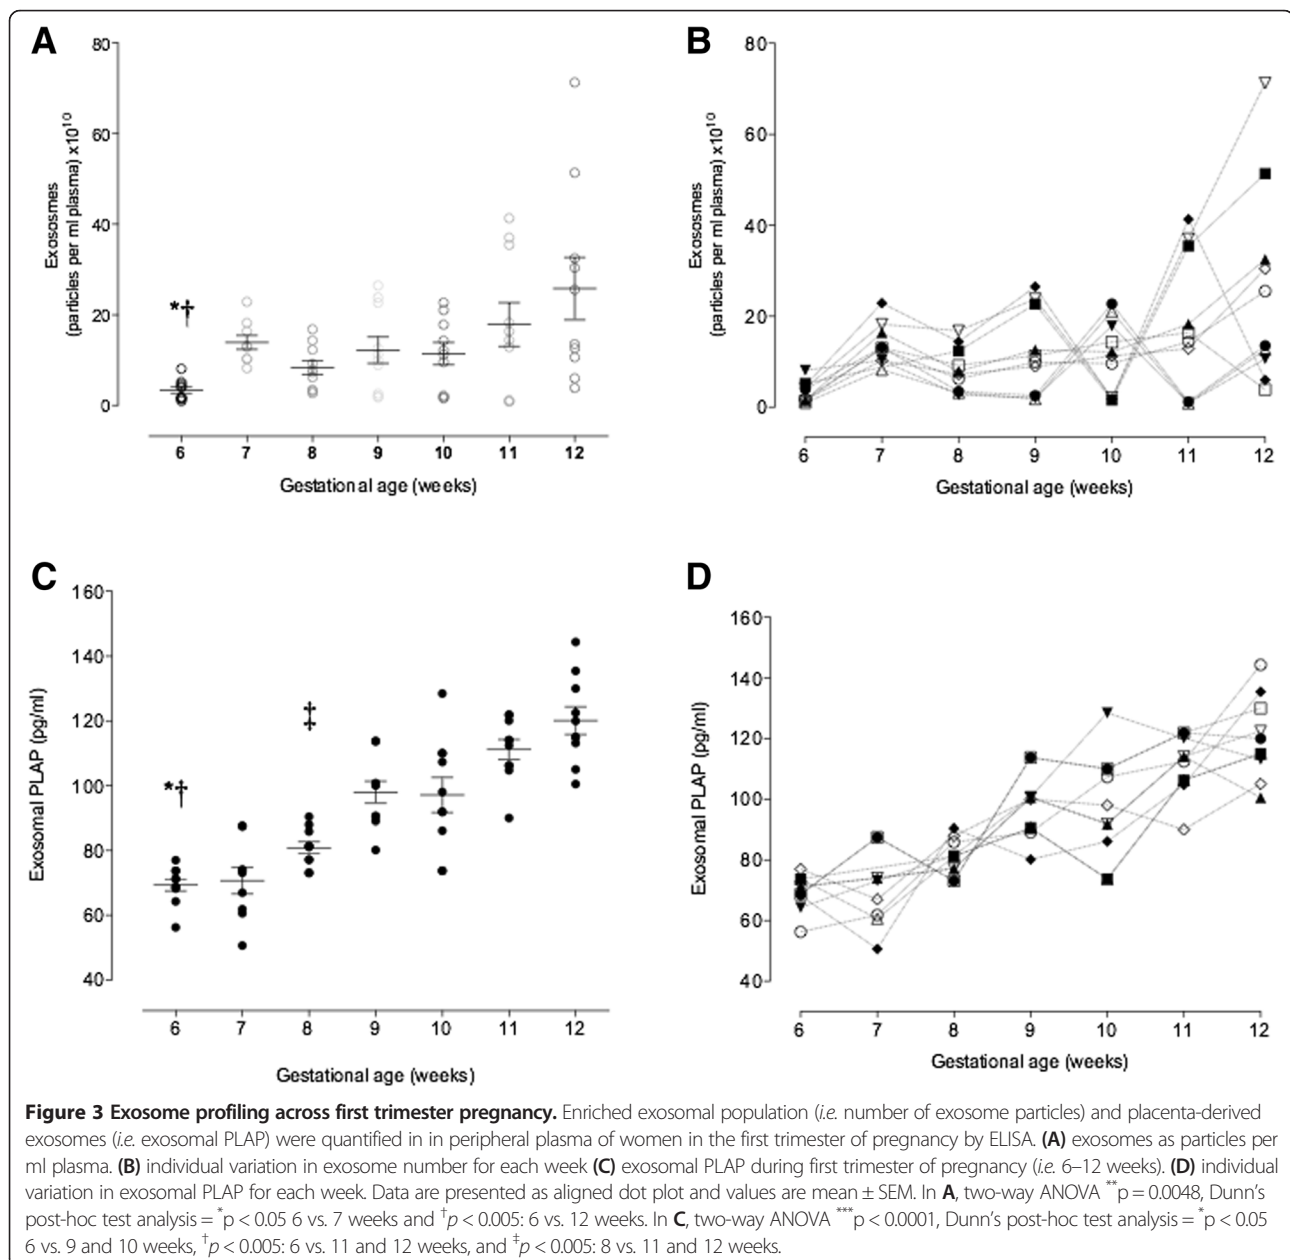 A
80
60
40
20
0
Exososmes
(particles per ml plasma) x10¹⁰
*†
6 7 8 9 10 11 12
Gestational age (weeks)
B
80
60
40
20
0
Exososmes
(particles per ml plasma) x10¹⁰
6 7 8 9 10 11 12
Gestational age (weeks)
C
160
140
120
100
80
60
40
Exosomal PLAP (pg/ml)
*†
‡
6 7 8 9 10 11 12
Gestational age (weeks)
D
160
140
120
100
80
60
40
Exosomal PLAP (pg/ml)
6 7 8 9 10 11 12
Gestational age (weeks)
Figure 3 Exosome profiling across first trimester pregnancy. Enriched exosomal population (i.e. number of exosome particles) and placenta-derived
exosomes (i.e. exosomal PLAP) were quantified in in peripheral plasma of women in the first trimester of pregnancy by ELISA. (A) exosomes as particles per
ml plasma. (B) individual variation in exosome number for each week (C) exosomal PLAP during first trimester of pregnancy (i.e. 6–12 weeks). (D) individual
variation in exosomal PLAP for each week. Data are presented as aligned dot plot and values are mean ± SEM. In A, two-way ANOVA **p = 0.0048, Dunn's
post-hoc test analysis = *p < 0.05 6 vs. 7 weeks and †p < 0.005: 6 vs. 12 weeks. In C, two-way ANOVA ***p < 0.0001, Dunn's post-hoc test analysis = *p < 0.05
6 vs. 9 and 10 weeks, †p < 0.005: 6 vs. 11 and 12 weeks, and ‡p < 0.005: 8 vs. 11 and 12 weeks.